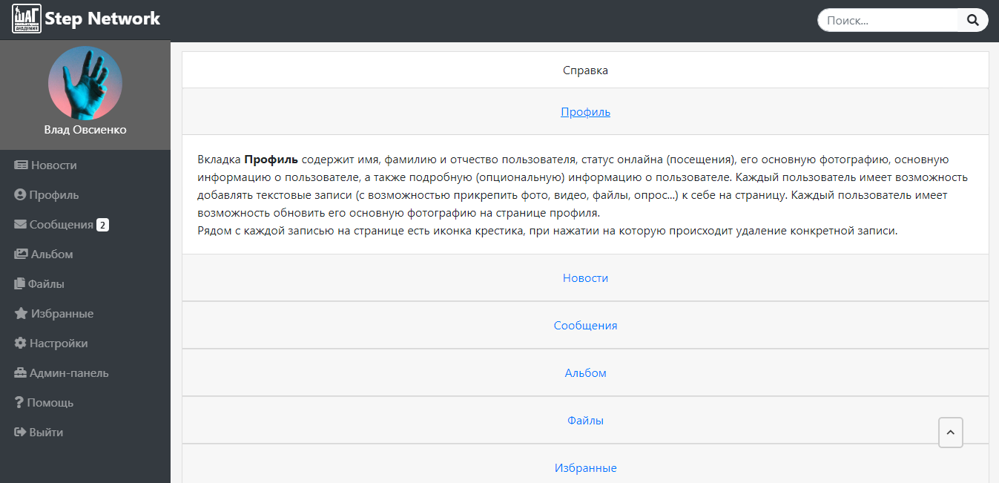 ШАГ
КОМПЬЮТЕРНАЯ
АКАДЕМИЯ
Step Network
Поиск...
Влад Овсиенко
Новости
Профиль
Сообщения 2
Альбом
Файлы
Избранные
Настройки
Админ-панель
Помощь
Выйти
Справка
Профиль
Вкладка Профиль содержит имя, фамилию и отчество пользователя, статус онлайна (посещения), его основную фотографию, основную
информацию о пользователе, а также подробную (опциональную) информацию о пользователе. Каждый пользователь имеет возможность
добавлять текстовые записи (с возможностью прикрепить фото, видео, файлы, опрос...) к себе на страницу. Каждый пользователь имеет
возможность обновить его основную фотографию на странице профиля.
Рядом с каждой записью на странице есть иконка крестика, при нажатии на которую происходит удаление конкретной записи.
Новости
Сообщения
Альбом
Файлы
Избранные